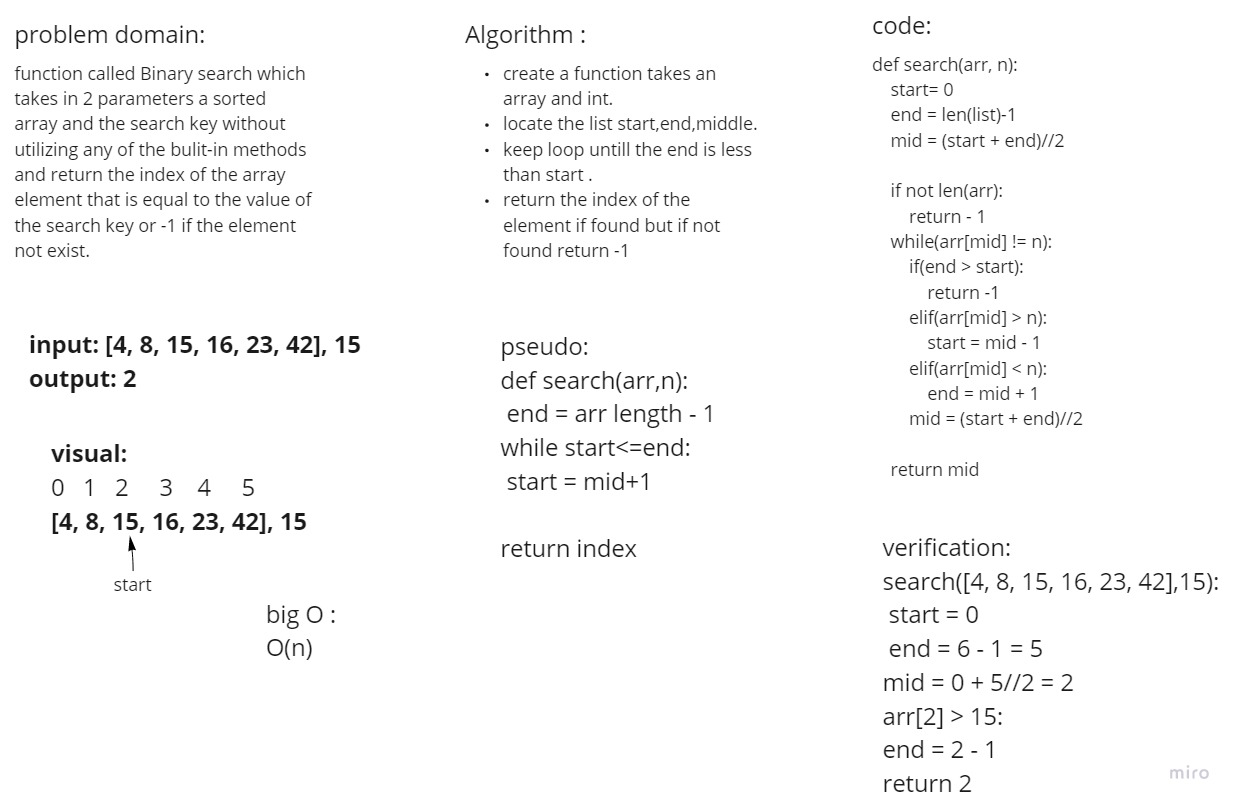 problem domain:
function called Binary search which
takes in 2 parameters a sorted
array and the search key without
utilizing any of the bulit-in methods
and return the index of the array
element that is equal to the value of
the search key or -1 if the element
not exist.
input: [4, 8, 15, 16, 23, 42], 15
output: 2
visual:
0 1 2 3 4 5
[4, 8, 15, 16, 23, 42], 15
start
big O :
O(n)
Algorithm :
• create a function takes an
array and int.
• locate the list start,end,middle.
• keep loop untill the end is less
than start .
• return the index of the
element if found but if not
found return -1
pseudo:
def search(arr,n):
end = arr length - 1
while start<=end:
start = mid+1
return index
code:
def search(arr, n):
start= 0
end = len(list)-1
mid = (start + end)//2
if not len(arr):
return - 1
while(arr[mid] != n):
if(end > start):
return -1
elif(arr[mid] > n):
start = mid - 1
elif(arr[mid] < n):
end = mid + 1
mid = (start + end)//2
return mid
verification:
search([4, 8, 15, 16, 23, 42],15):
start = 0
end = 6 - 1 = 5
mid = 0 + 5//2 = 2
arr[2] > 15:
end = 2 - 1
return 2
miro